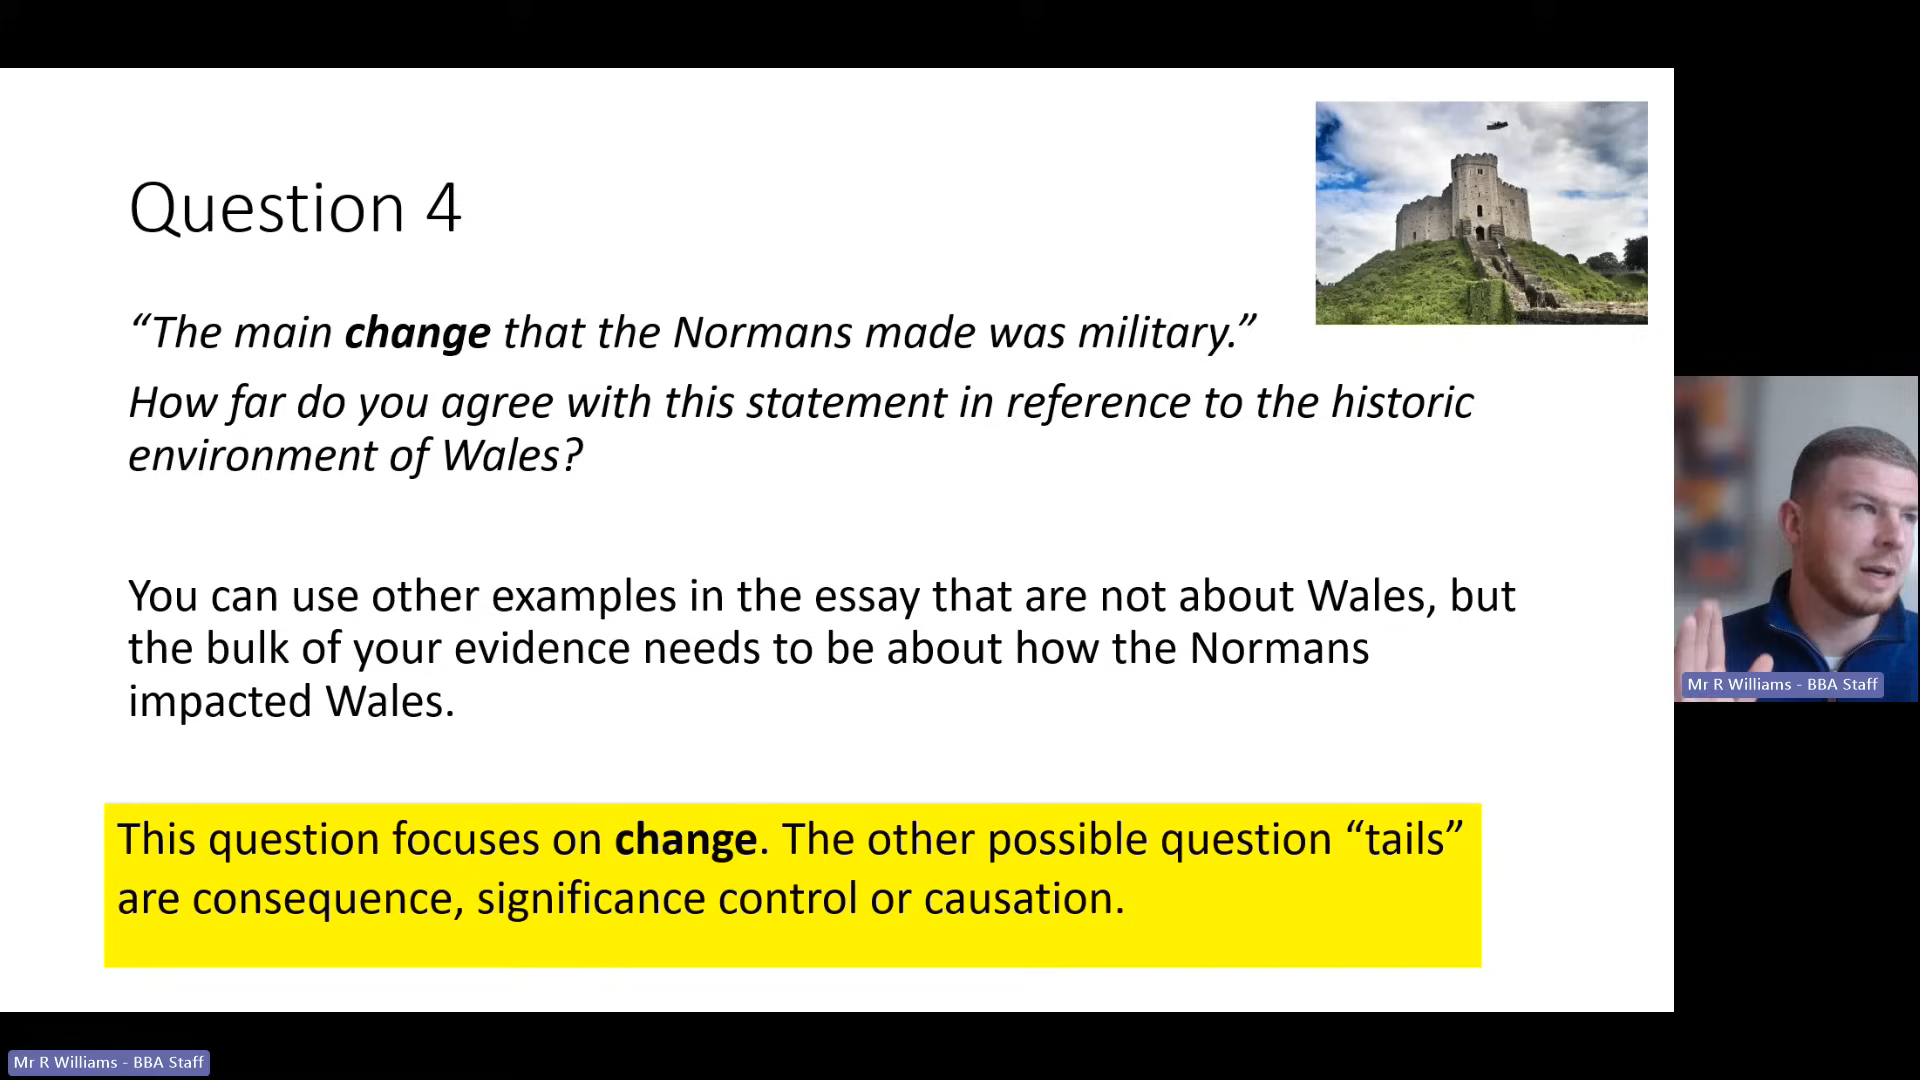 Question 4
“The main change that the Normans made was military.”
How far do you agree with this statement in reference to the historic
environment of Wales?
You can use other examples in the essay that are not about Wales, but
the bulk of your evidence needs to be about how the Normans
impacted Wales.
This question focuses on change. The other possible question “tails”
are consequence, significance control or causation.
Mr R Williams - BBA Staff
Mr R Williams - BBA Staff